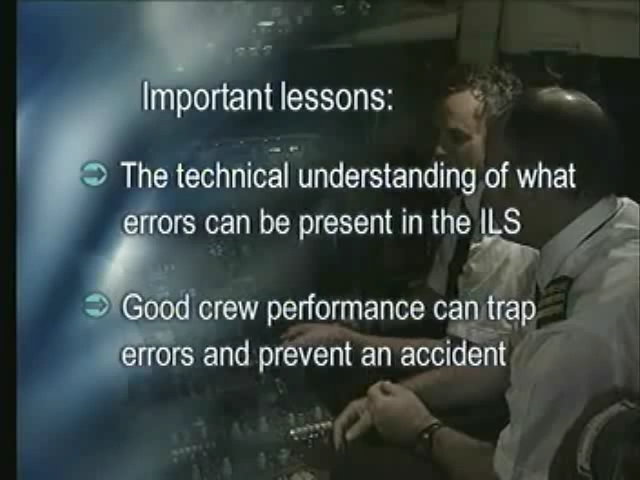 Important lessons:
The technical understanding of what
errors can be present in the ILS
Good crew performance can trap
errors and prevent an accident